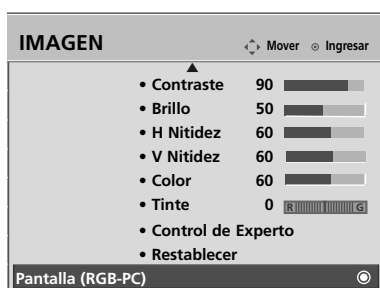 IMAGEN Mover Ingresar
• Contraste 90
• Brillo 50
• H Nitidez 60
• V Nitidez 60
• Color 60
• Tinte 0 R G
• Control de Experto
• Restablecer
Pantalla (RGB-PC)